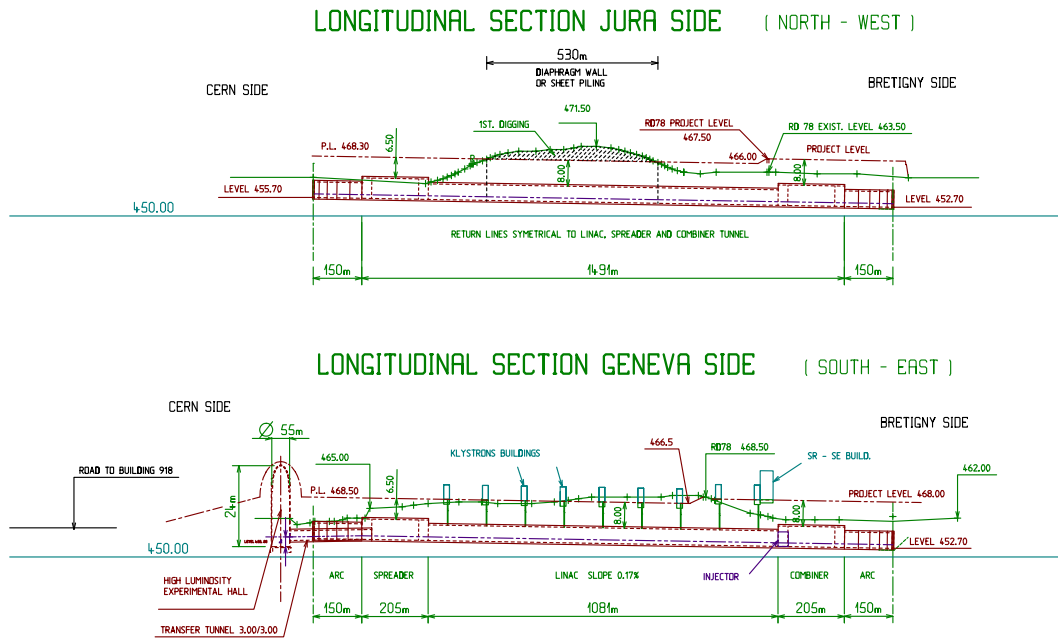 LONGITUDINAL SECTION JURA SIDE ( NORTH - WEST )
530m
DIAPHRAGM WALL
OR SHEET PILING
CERN SIDE
BRETIGNY SIDE
471.50
1ST. DIGGING
RD78 PROJECT LEVEL
467.50
RD 78 EXIST. LEVEL 463.50
P.L. 468.30
6.50
466.00
PROJECT LEVEL
8.00
8.00
LEVEL 455.70
LEVEL 452.70
450.00
RETURN LINES SYMETRICAL TO LINAC, SPREADER AND COMBINER TUNNEL
150m
1491m
150m
LONGITUDINAL SECTION GENEVA SIDE ( SOUTH - EAST )
CERN SIDE
BRETIGNY SIDE
Ø 55m
465.00
KLYSTRONS BUILDINGS
466.5
RD78 468.50
SR - SE BUILD.
ROAD TO BUILDING 918
462.00
P.L. 468.50
6.50
PROJECT LEVEL 468.00
24m
8.00
8.00
LEVEL 452.70
450.00
HIGH LUMINOSITY
EXPERIMENTAL HALL
ARC
SPREADER
LINAC SLOPE 0.17%
INJECTOR
COMBINER
ARC
150m
205m
1081m
205m
150m
TRANSFER TUNNEL 3.00/3.00